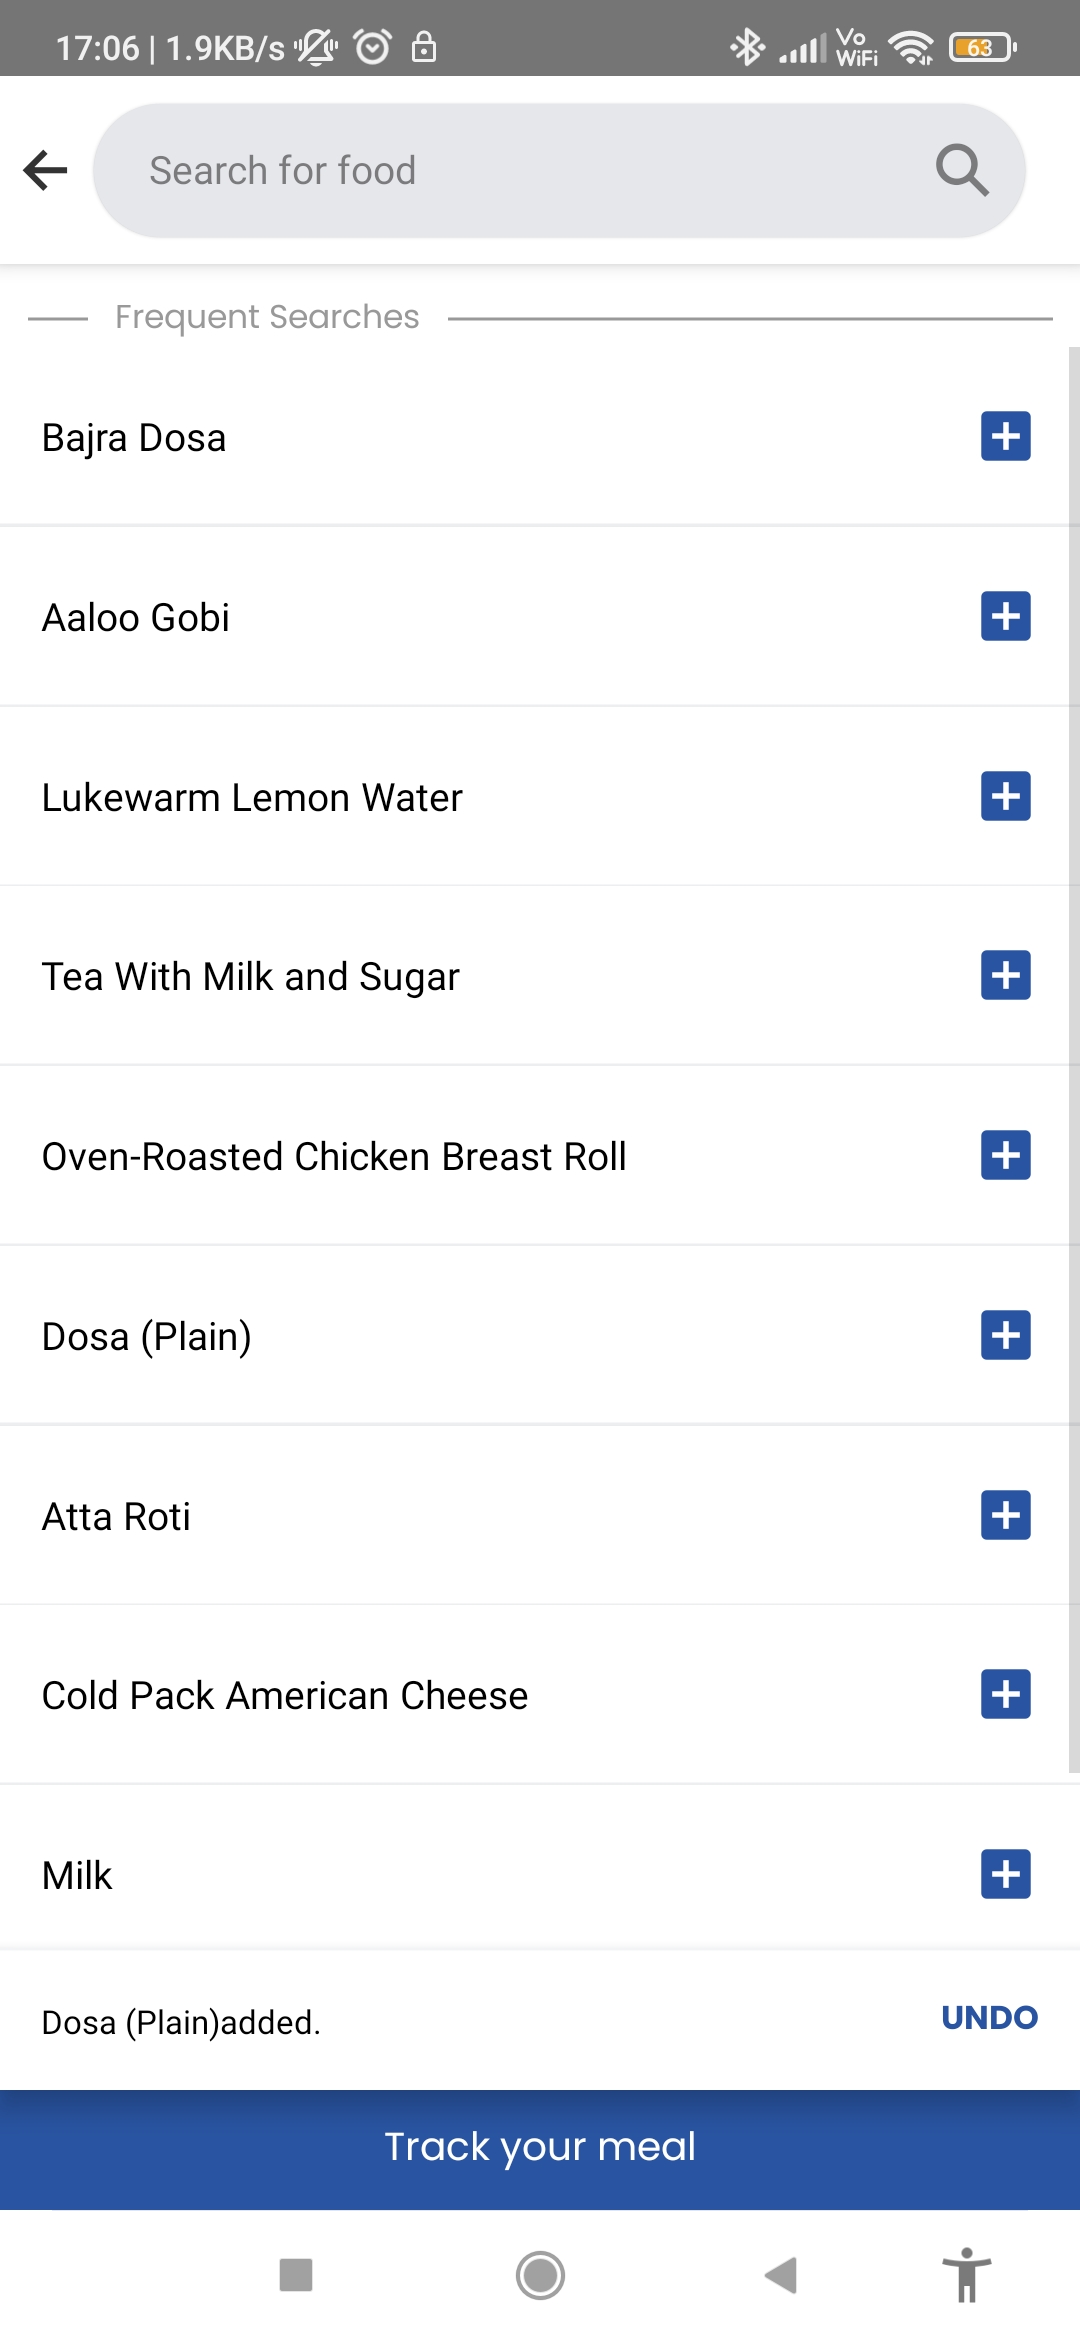 17:06 | 1.9KB/s Vo WiFi 63
Search for food
Frequent Searches
Bajra Dosa
Aaloo Gobi
Lukewarm Lemon Water
Tea With Milk and Sugar
Oven-Roasted Chicken Breast Roll
Dosa (Plain)
Atta Roti
Cold Pack American Cheese
Milk
Dosa (Plain)added. UNDO
Track your meal